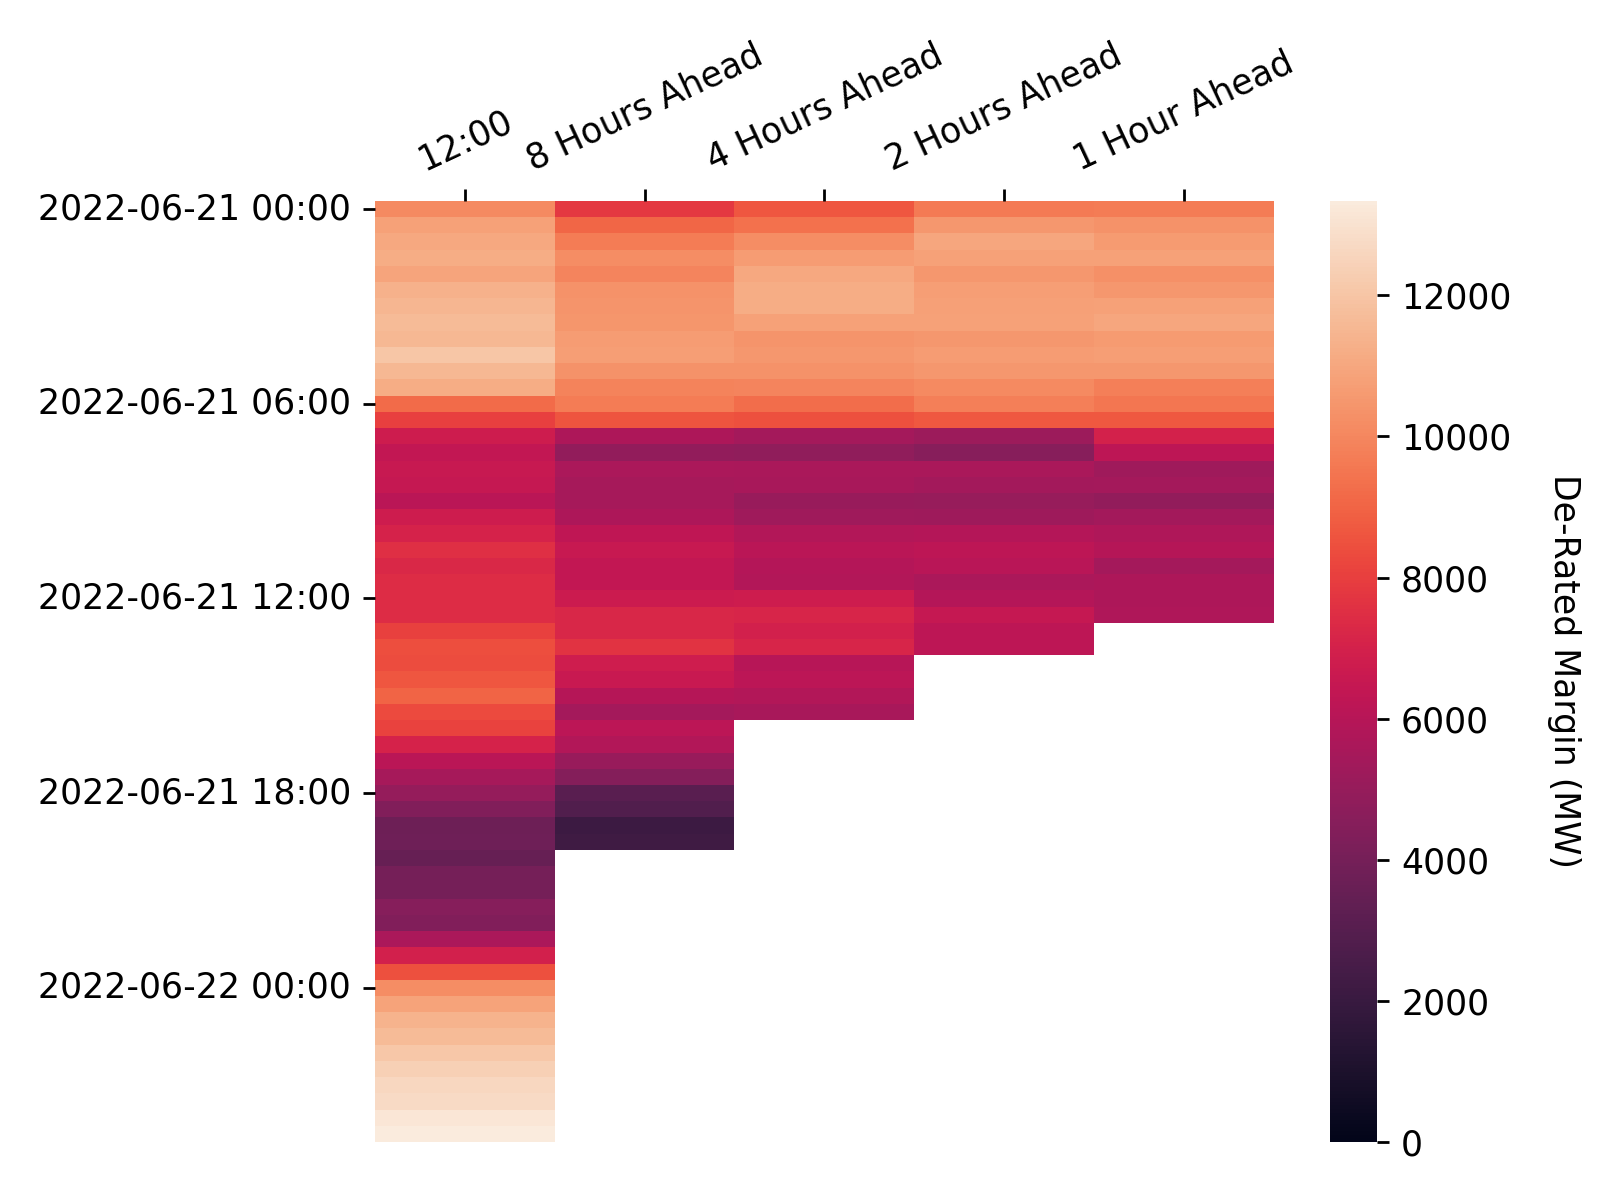 12:00
8 Hours Ahead
4 Hours Ahead
2 Hours Ahead
1 Hour Ahead
2022-06-21 00:00
2022-06-21 06:00
2022-06-21 12:00
2022-06-21 18:00
2022-06-22 00:00
12000
10000
8000
6000
4000
2000
0
De-Rated Margin (MW)